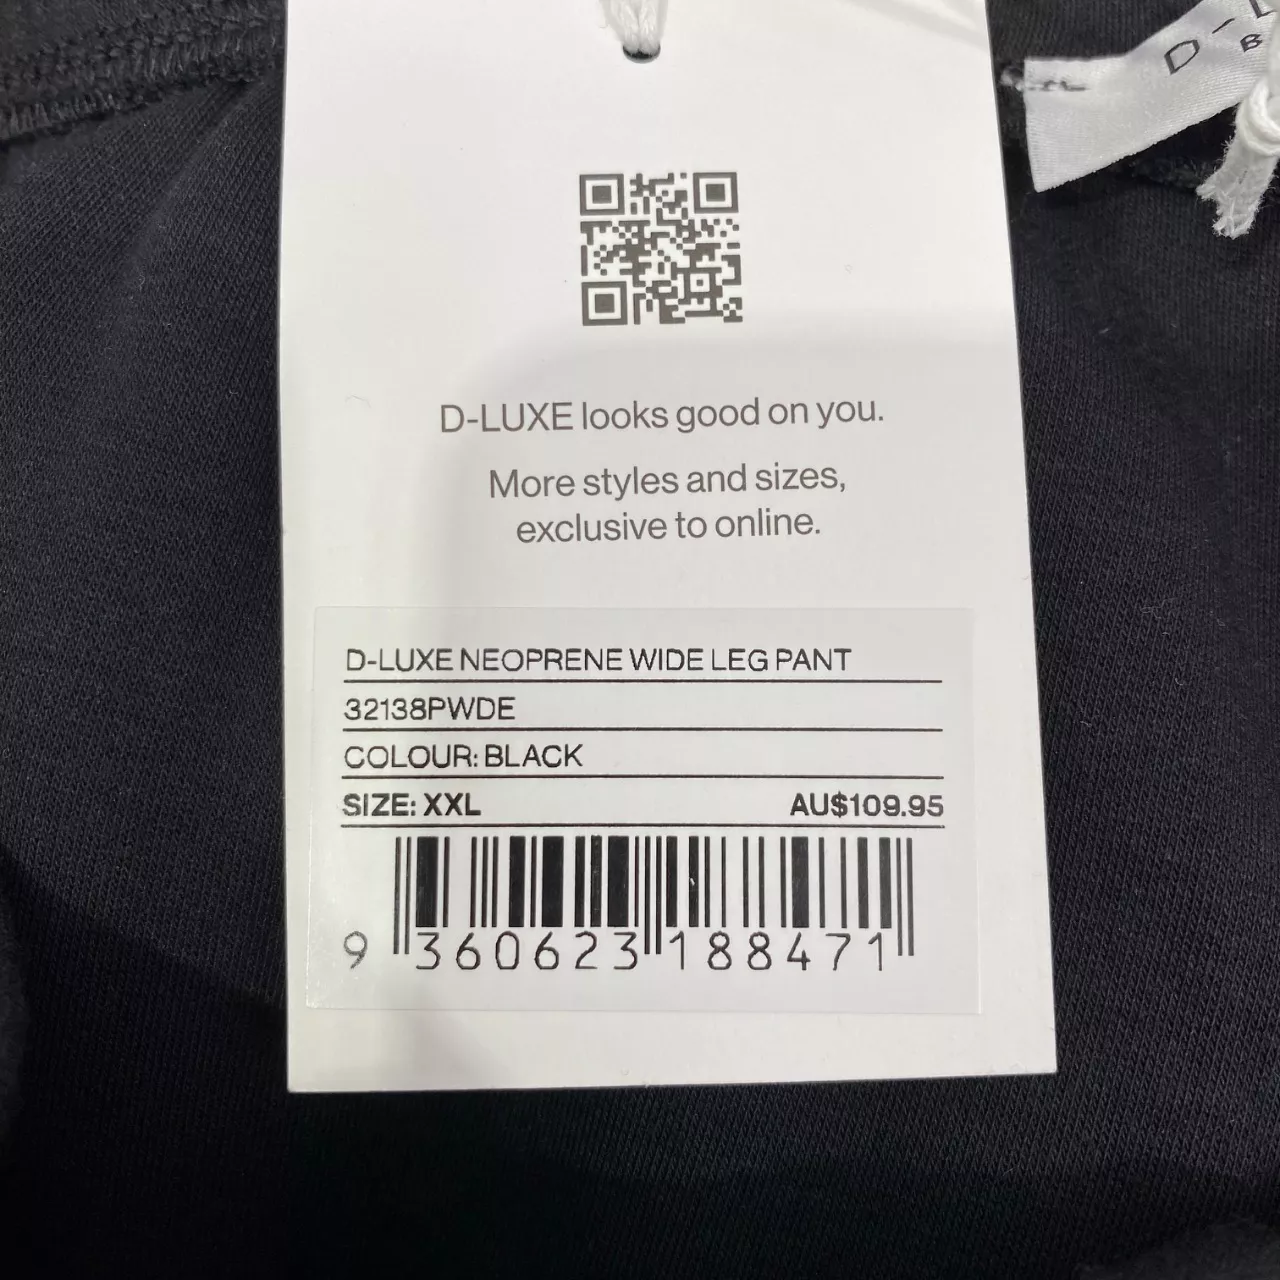 D-LUXE looks good on you.
More styles and sizes,
exclusive to online.
D-LUXE NEOPRENE WIDE LEG PANT
32138PWDE
COLOUR: BLACK
SIZE: XXL AU$109.95
9 360623 188471